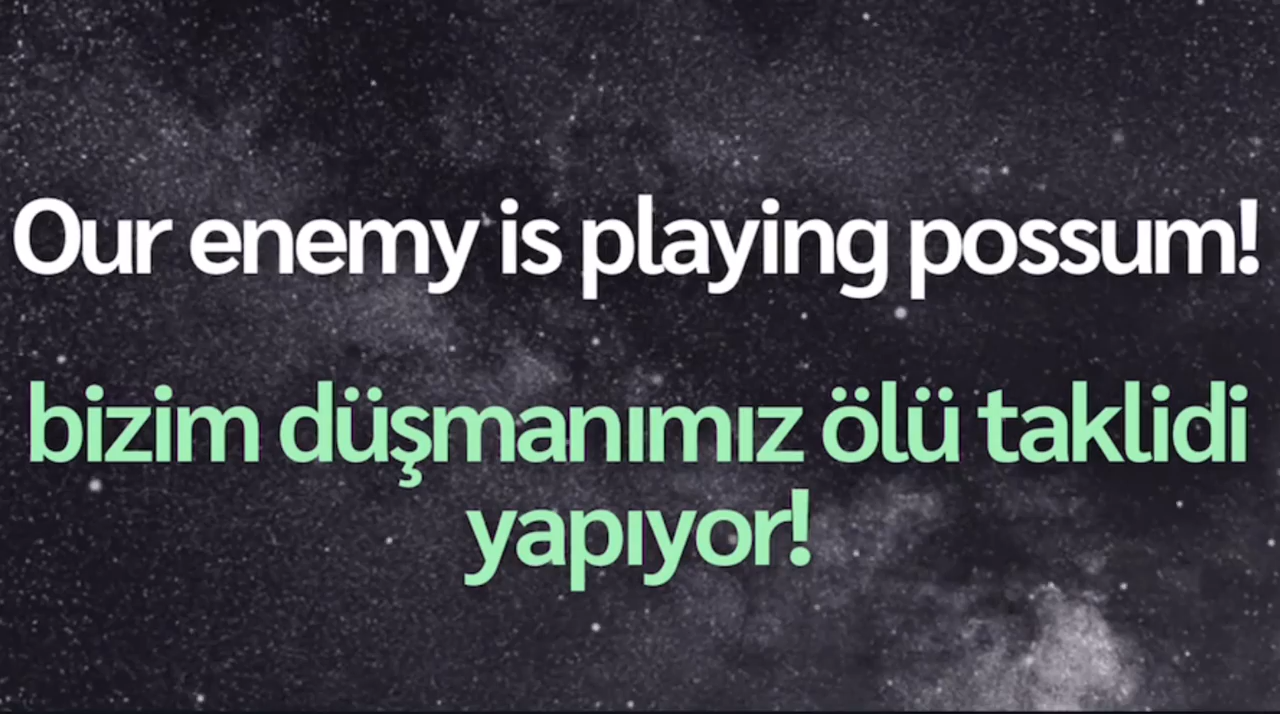 Our enemy is playing possum!
bizim düşmanımız ölü taklidi
yapıyor!